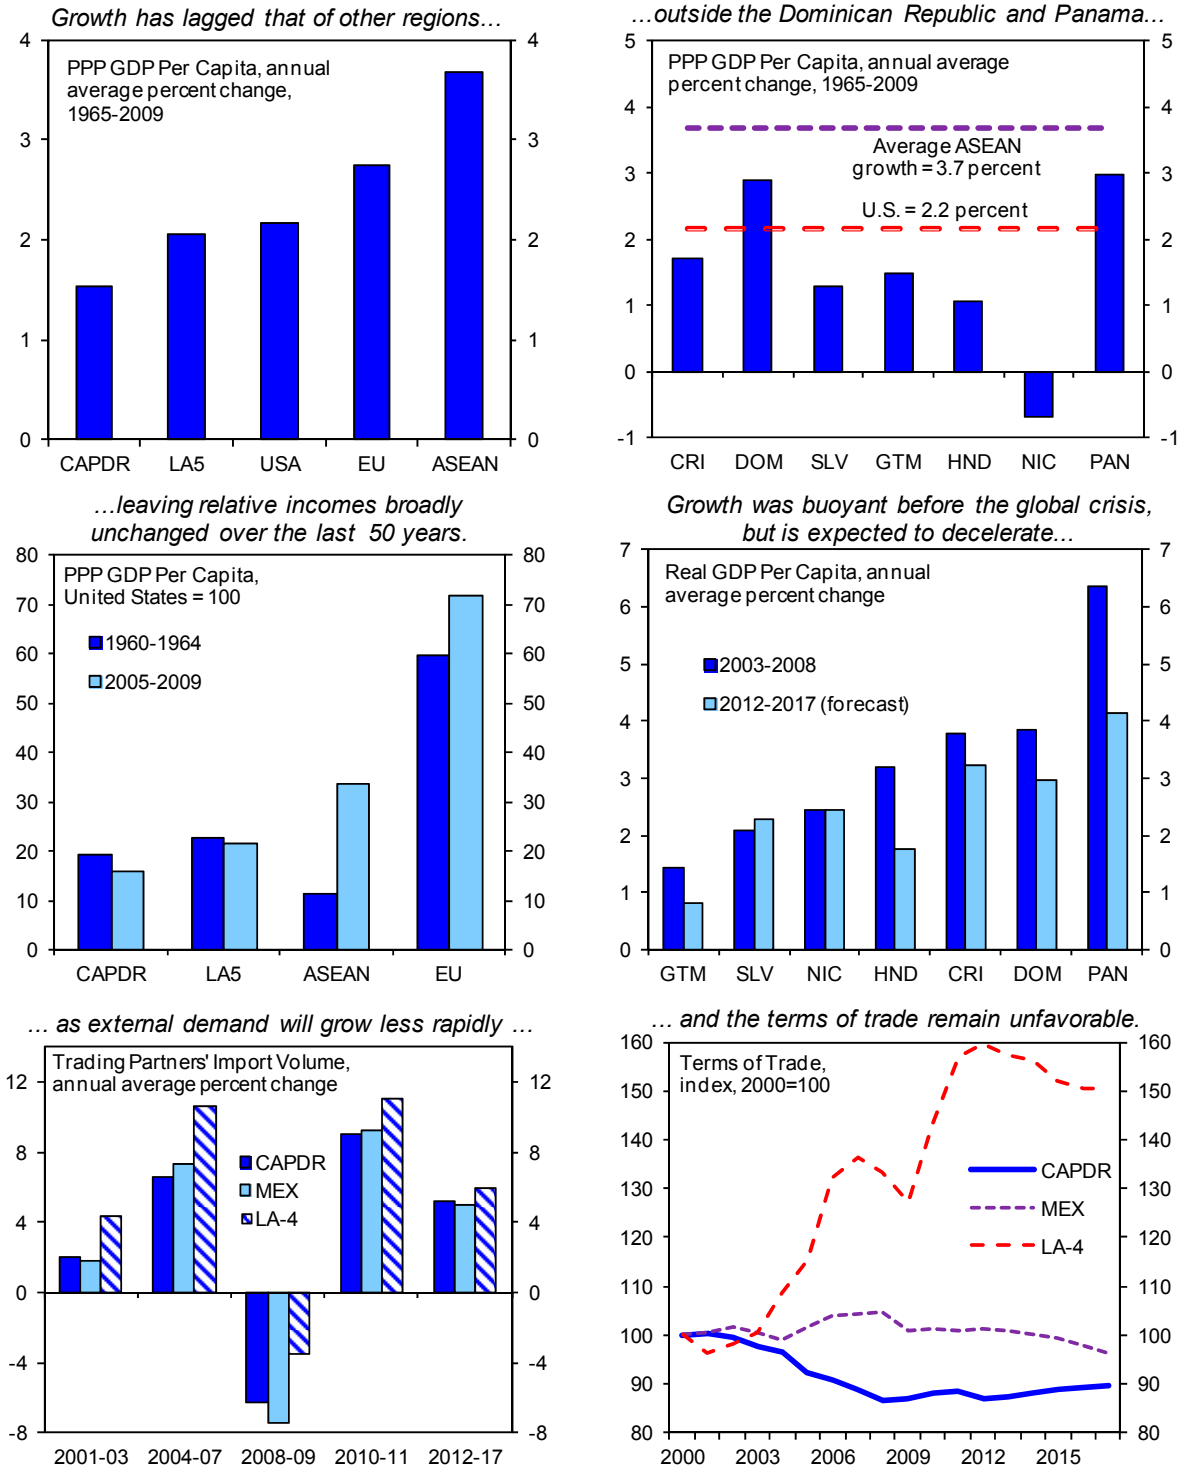 Growth has lagged that of other regions…
4
3
2
1
0
4
3
2
1
0
PPP GDP Per Capita, annual
average percent change,
1965-2009
CAPDR LA5 USA EU ASEAN
…outside the Dominican Republic and Panama…
5
4
3
2
1
0
-1
5
4
3
2
1
0
-1
PPP GDP Per Capita, annual average
percent change, 1965-2009
Average ASEAN
growth = 3.7 percent
U.S. = 2.2 percent
CRI DOM SLV GTM HND NIC PAN
…leaving relative incomes broadly
unchanged over the last 50 years.
80
70
60
50
40
30
20
10
0
80
70
60
50
40
30
20
10
0
PPP GDP Per Capita,
United States = 100
1960-1964
2005-2009
CAPDR LA5 ASEAN EU
Growth was buoyant before the global crisis,
but is expected to decelerate…
7
6
5
4
3
2
1
0
7
6
5
4
3
2
1
0
Real GDP Per Capita, annual
average percent change
2003-2008
2012-2017 (forecast)
GTM SLV NIC HND CRI DOM PAN
… as external demand will grow less rapidly …
12
8
4
0
-4
-8
12
8
4
0
-4
-8
Trading Partners' Import Volume,
annual average percent change
CAPDR
MEX
LA-4
2001-03 2004-07 2008-09 2010-11 2012-17
… and the terms of trade remain unfavorable.
160
150
140
130
120
110
100
90
80
160
150
140
130
120
110
100
90
80
Terms of Trade,
index, 2000=100
CAPDR
MEX
LA-4
2000 2003 2006 2009 2012 2015